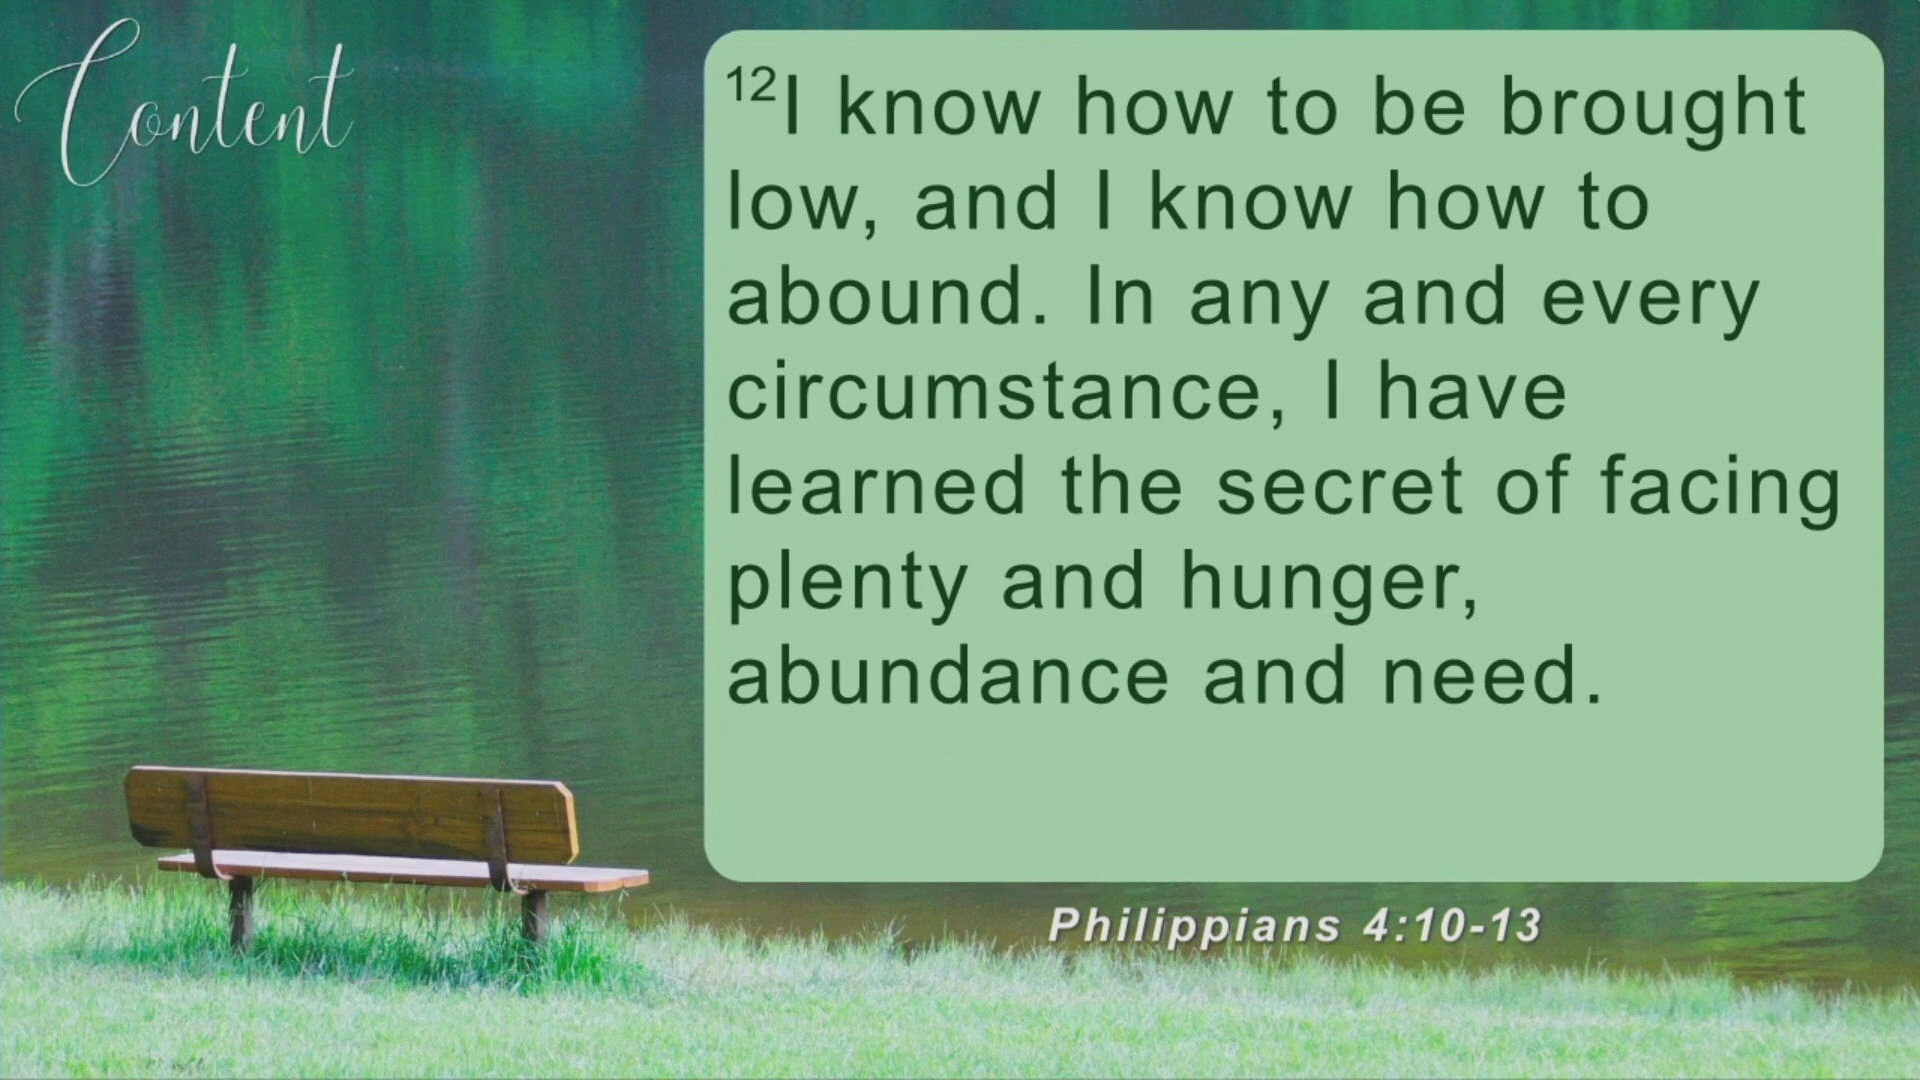 Content
¹²I know how to be brought
low, and I know how to
abound. In any and every
circumstance, I have
learned the secret of facing
plenty and hunger,
abundance and need.
Philippians 4:10-13